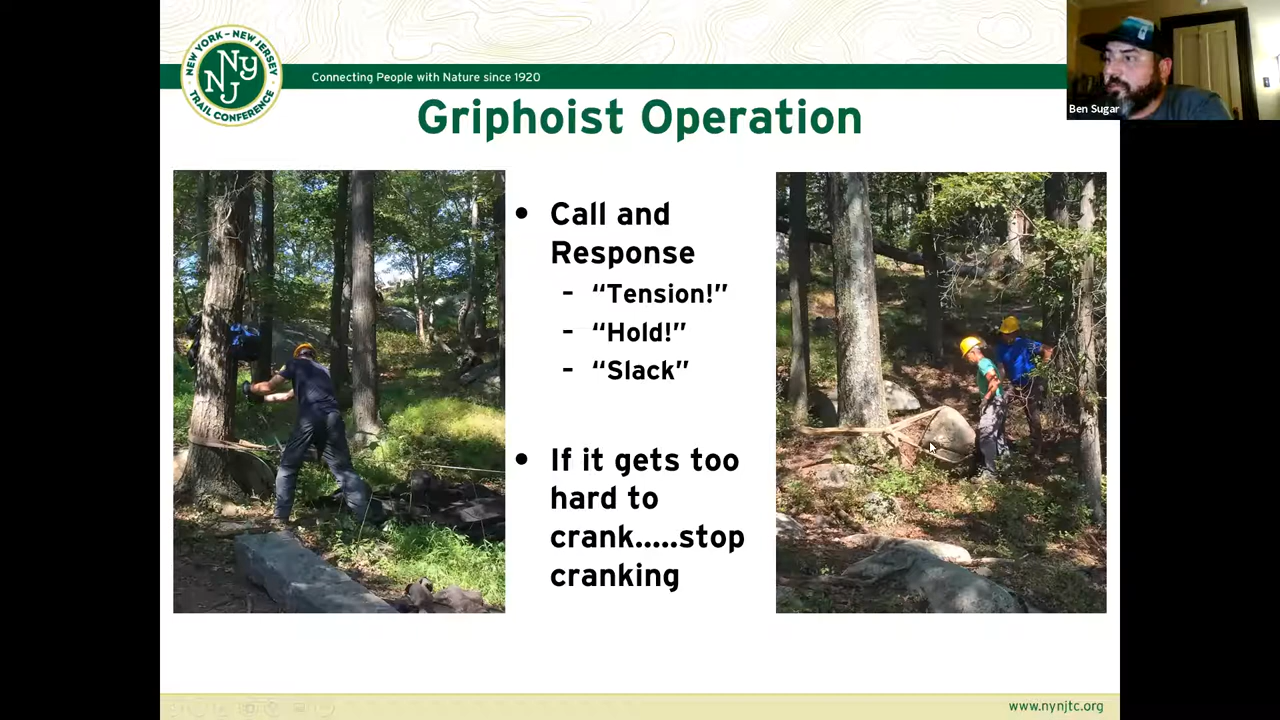 NEW YORK - NEW JERSEY
NY
NJ
TRAIL CONFERENCE
Connecting People with Nature since 1920
Ben Sugar
Griphoist Operation
• Call and
Response
- “Tension!”
- “Hold!”
- “Slack”
• If it gets too
hard to
crank.....stop
cranking
www.nynjtc.org